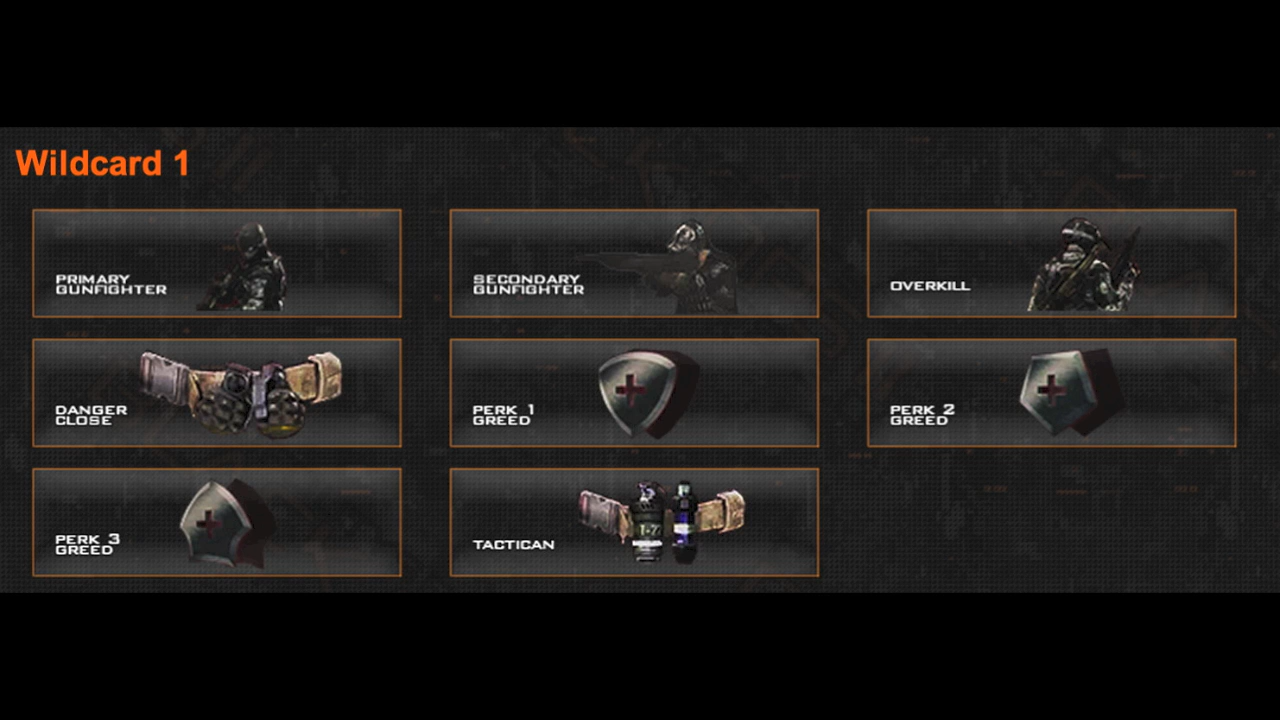 Wildcard 1
PRIMARY
GUNFIGHTER
SECONDARY
GUNFIGHTER
OVERKILL
DANGER
CLOSE
PERK 1
GREED
PERK 2
GREED
PERK 3
GREED
TACTICAN